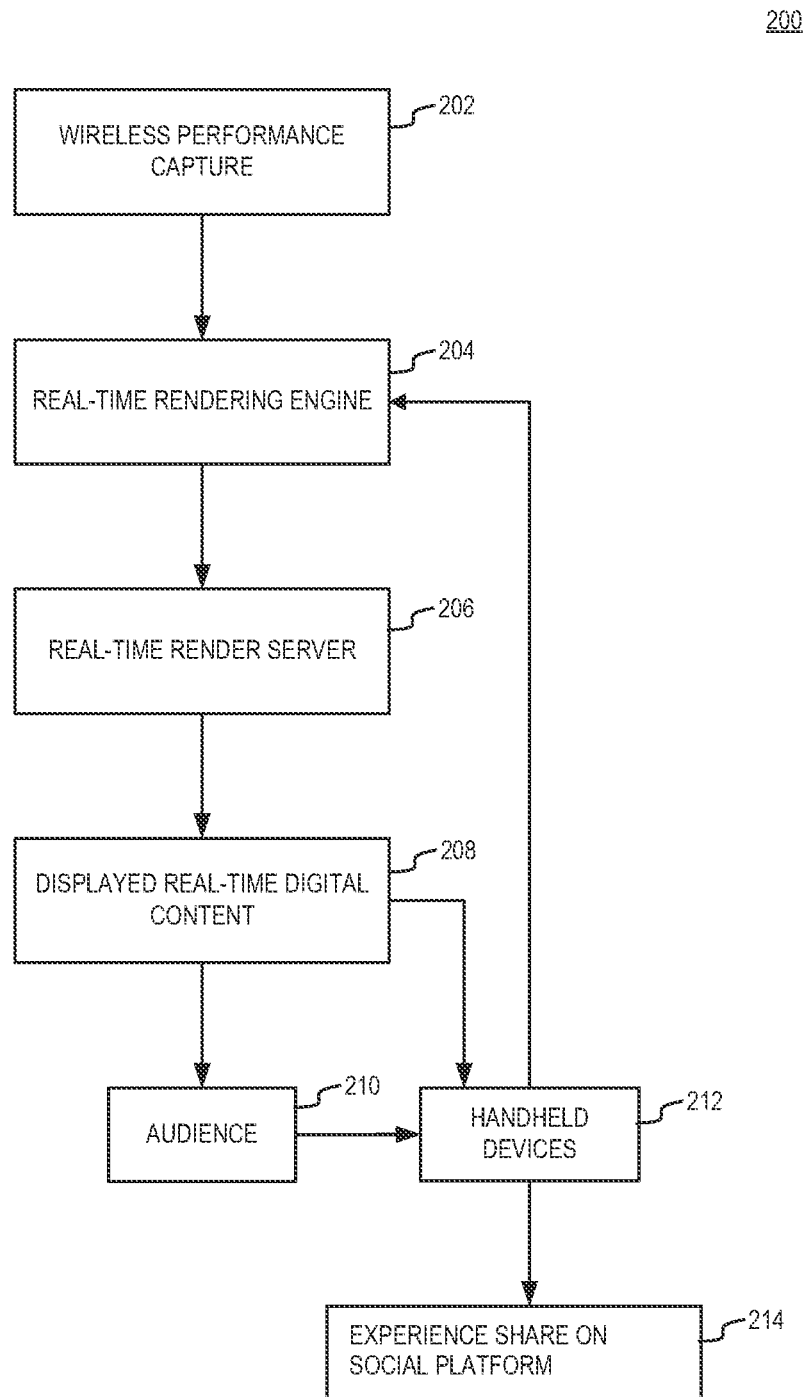 200
WIRELESS PERFORMANCE
CAPTURE
202
REAL-TIME RENDERING ENGINE
204
REAL-TIME RENDER SERVER
206
DISPLAYED REAL-TIME DIGITAL
CONTENT
208
AUDIENCE
210
HANDHELD
DEVICES
212
EXPERIENCE SHARE ON
SOCIAL PLATFORM
214